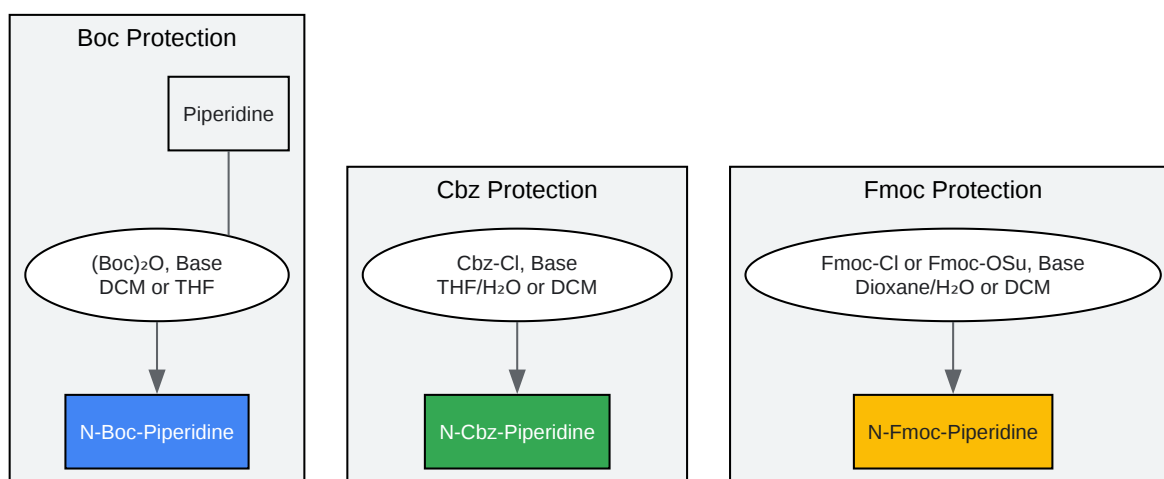 Boc Protection
Piperidine
(Boc)₂O, Base
DCM or THF
N-Boc-Piperidine
Cbz Protection
Cbz-Cl, Base
THF/H₂O or DCM
N-Cbz-Piperidine
Fmoc Protection
Fmoc-Cl or Fmoc-OSu, Base
Dioxane/H₂O or DCM
N-Fmoc-Piperidine